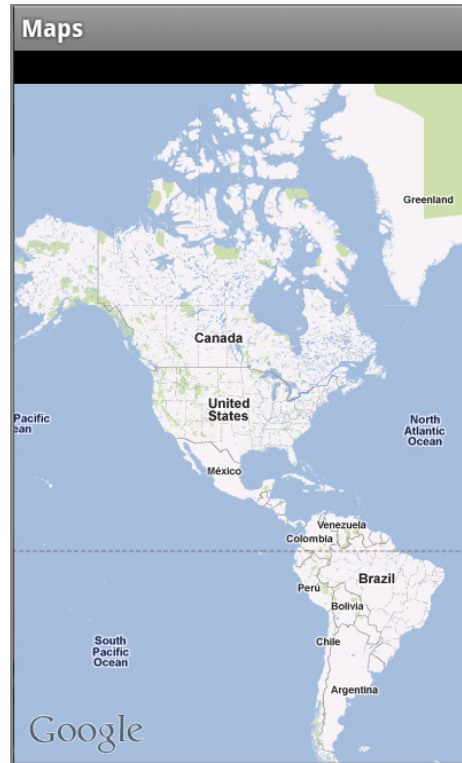 Maps
Greenland
Canada
United
States
Pacific
ean
North
Atlantic
Ocean
México
Venezuela
Colombia
Perú
Brazil
Bolivia
South
Pacific
Ocean
Chile
Argentina
Google